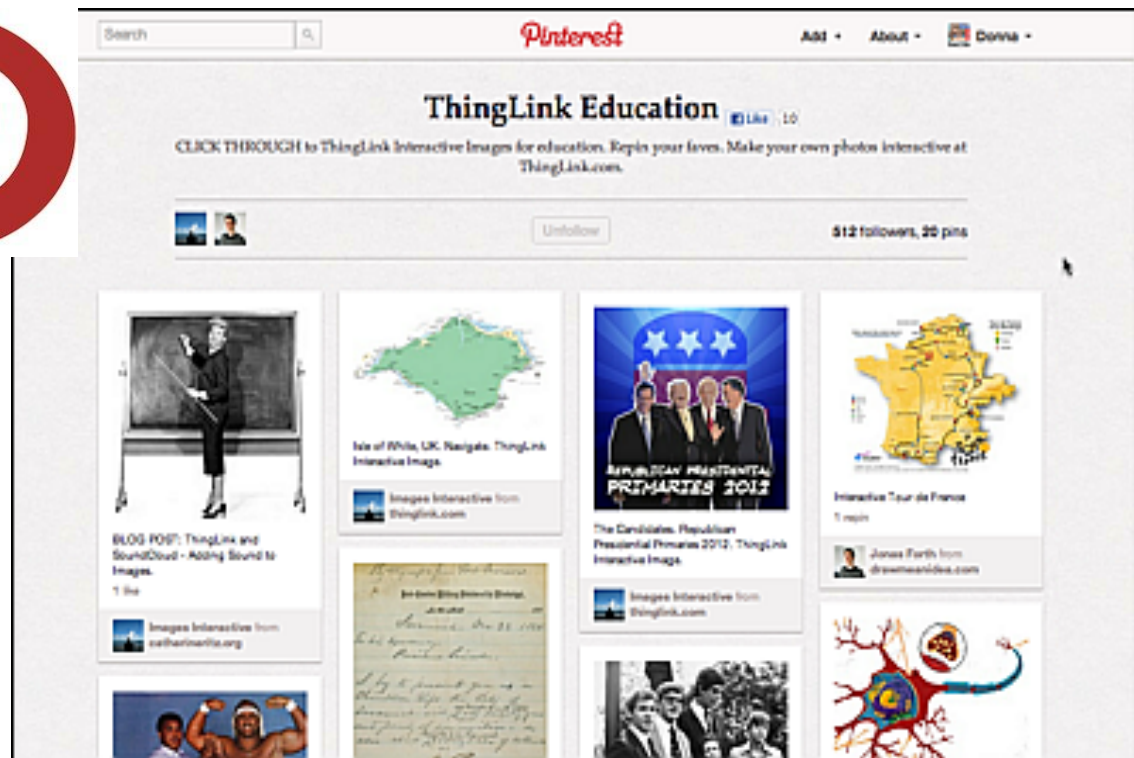 Search
Pinterest
Add
About
Donna
ThingLink Education
Like 10
CLICK THROUGH to ThingLink Interactive Images for education. Repin your faves. Make your own photos interactive at
ThingLink.com.
Unfollow
512 followers, 20 pins
BLOG POST: ThingLink and
SoundCloud - Adding Sound to
Images.
1 like
Images Interactive from
catherinerita.org
Isle of White, UK. Navigate. ThingLink
Interactive Image.
Images Interactive from
thinglink.com
REPUBLICAN PRESIDENTIAL
PRIMARIES 2012
The Candidates. Republican
Presidential Primaries 2012. ThingLink
Interactive Image.
Images Interactive from
thinglink.com
Interactive Tour de France
1 repin
Jonas Forth from
drawmeanidea.com